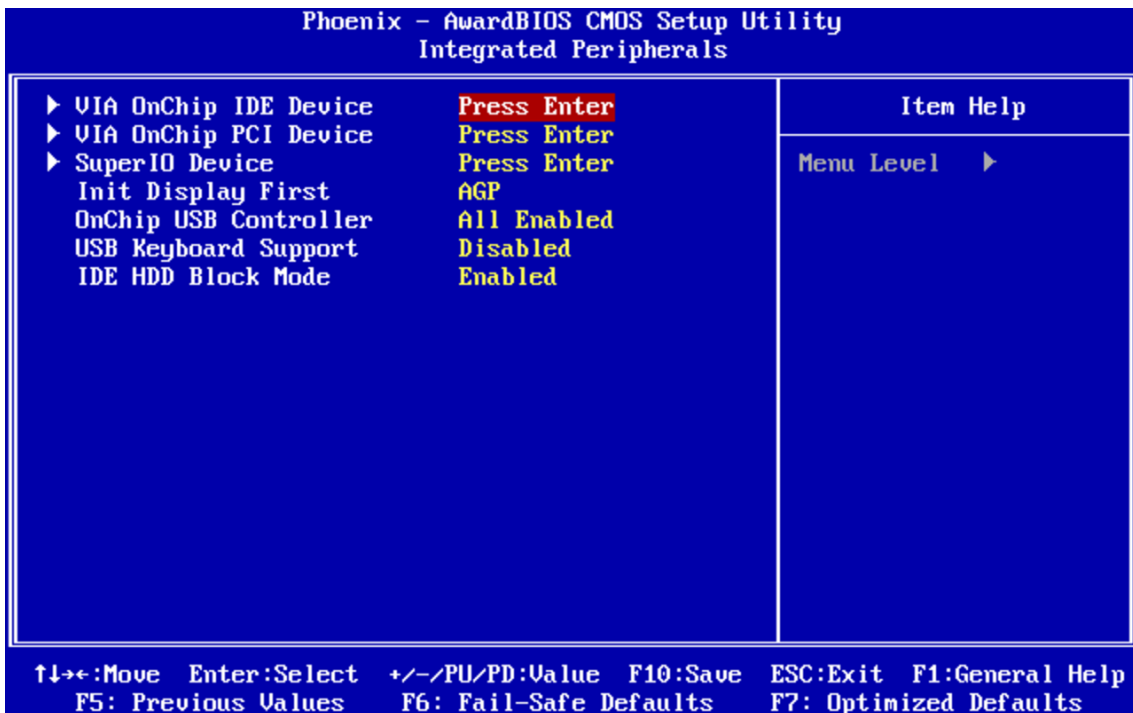 Phoenix - AwardBIOS CMOS Setup Utility
Integrated Peripherals
▶ VIA OnChip IDE Device Press Enter
▶ VIA OnChip PCI Device Press Enter
▶ SuperIO Device Press Enter
Init Display First AGP
OnChip USB Controller All Enabled
USB Keyboard Support Disabled
IDE HDD Block Mode Enabled
Item Help
Menu Level ▶
↑↓→←:Move Enter:Select +/-/PU/PD:Value F10:Save ESC:Exit F1:General Help
F5: Previous Values F6: Fail-Safe Defaults F7: Optimized Defaults